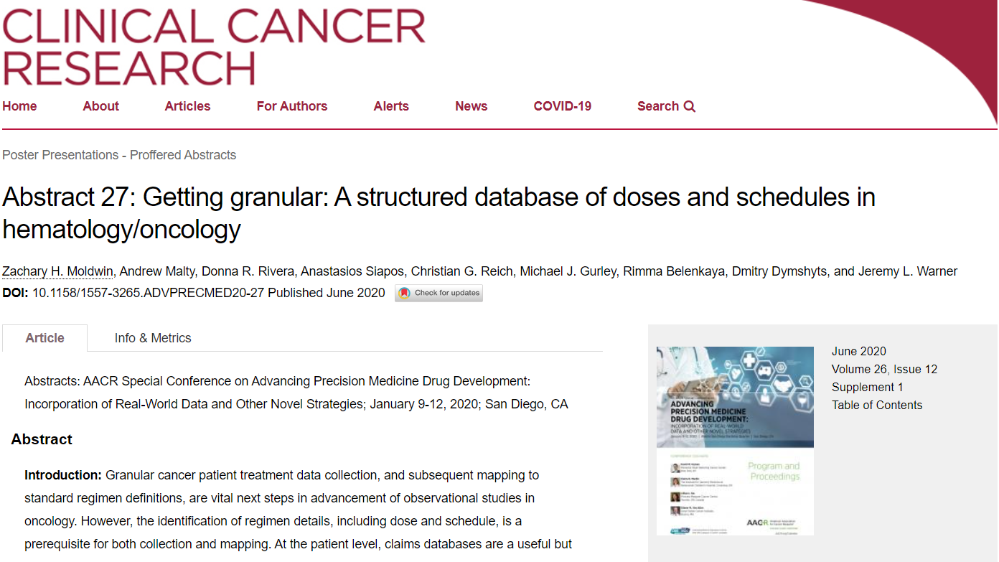 CLINICAL CANCER
RESEARCH
Home About Articles For Authors Alerts News COVID-19 Search
Poster Presentations - Proffered Abstracts
Abstract 27: Getting granular: A structured database of doses and schedules in
hematology/oncology
Zachary H. Moldwin, Andrew Malty, Donna R. Rivera, Anastasios Siapos, Christian G. Reich, Michael J. Gurley, Rimma Belenkaya, Dmitry Dymshyts, and Jeremy L. Warner
DOI: 10.1158/1557-3265.ADVPRECMED20-27 Published June 2020 Check for updates
Article Info & Metrics
Abstracts: AACR Special Conference on Advancing Precision Medicine Drug Development:
Incorporation of Real-World Data and Other Novel Strategies; January 9-12, 2020; San Diego, CA
Abstract
Introduction: Granular cancer patient treatment data collection, and subsequent mapping to
standard regimen definitions, are vital next steps in advancement of observational studies in
oncology. However, the identification of regimen details, including dose and schedule, is a
prerequisite for both collection and mapping. At the patient level, claims databases are a useful but
ADVANCING
PRECISION MEDICINE
DRUG DEVELOPMENT:
INCORPORATION OF REAL-WORLD
DATA AND OTHER NOVEL STRATEGIES
Program and
Proceedings
AACR
June 2020
Volume 26, Issue 12
Supplement 1
Table of Contents